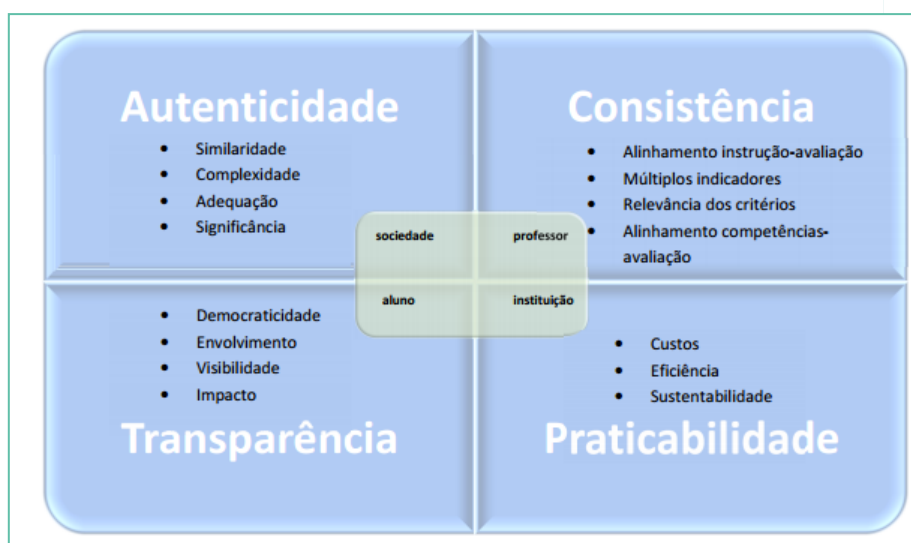 Autenticidade
• Similaridade
• Complexidade
• Adequação
• Significância
Consistência
• Alinhamento instrução-avaliação
• Múltiplos indicadores
• Relevância dos critérios
• Alinhamento competências-
avaliação
sociedade
professor
aluno
instituição
• Democraticidade
• Envolvimento
• Visibilidade
• Impacto
Transparência
• Custos
• Eficiência
• Sustentabilidade
Praticabilidade